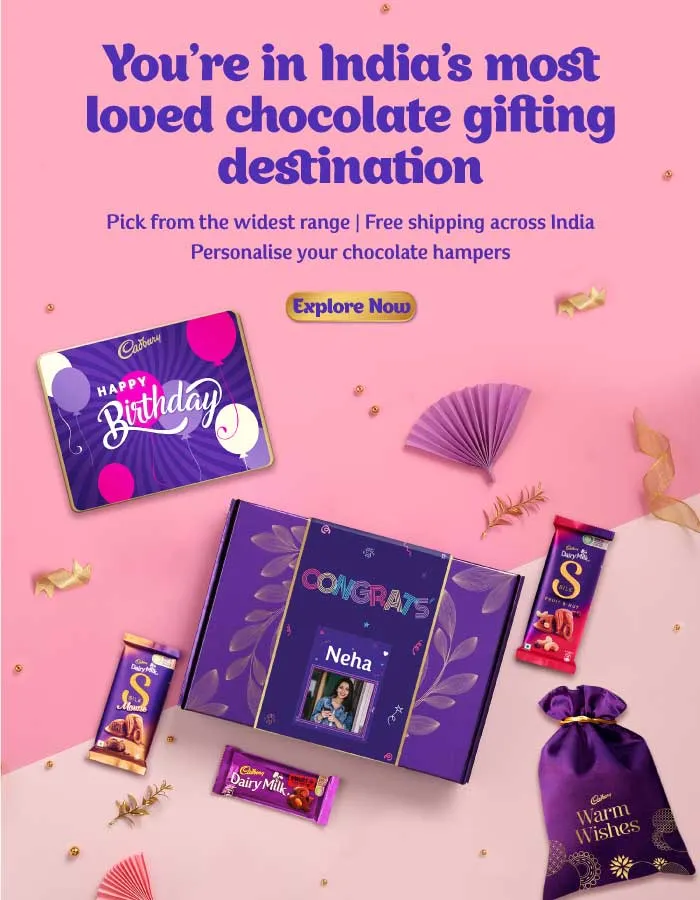 You're in India's most
loved chocolate gifting
destination
Pick from the widest range | Free shipping across India
Personalise your chocolate hampers
Explore Now
Cadbury
HAPPY
Birthday
CONGRATS
Neha
Cadbury
Dairy Milk
S
SILK
FRUIT & NUT
Cadbury
Dairy Milk
S
SILK
Mousse
Cadbury
Dairy Milk
Cadbury
Warm
Wishes